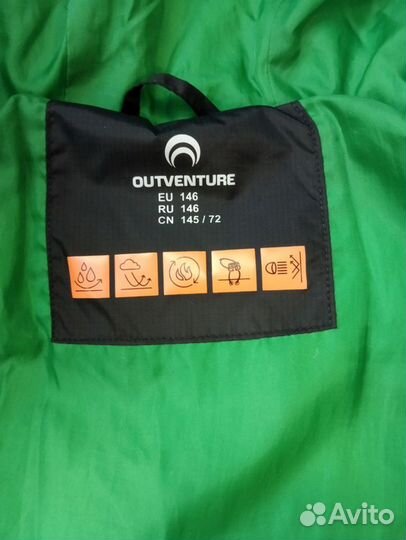 OUTVENTURE
EU 146
RU 146
CN 145 / 72
Avito